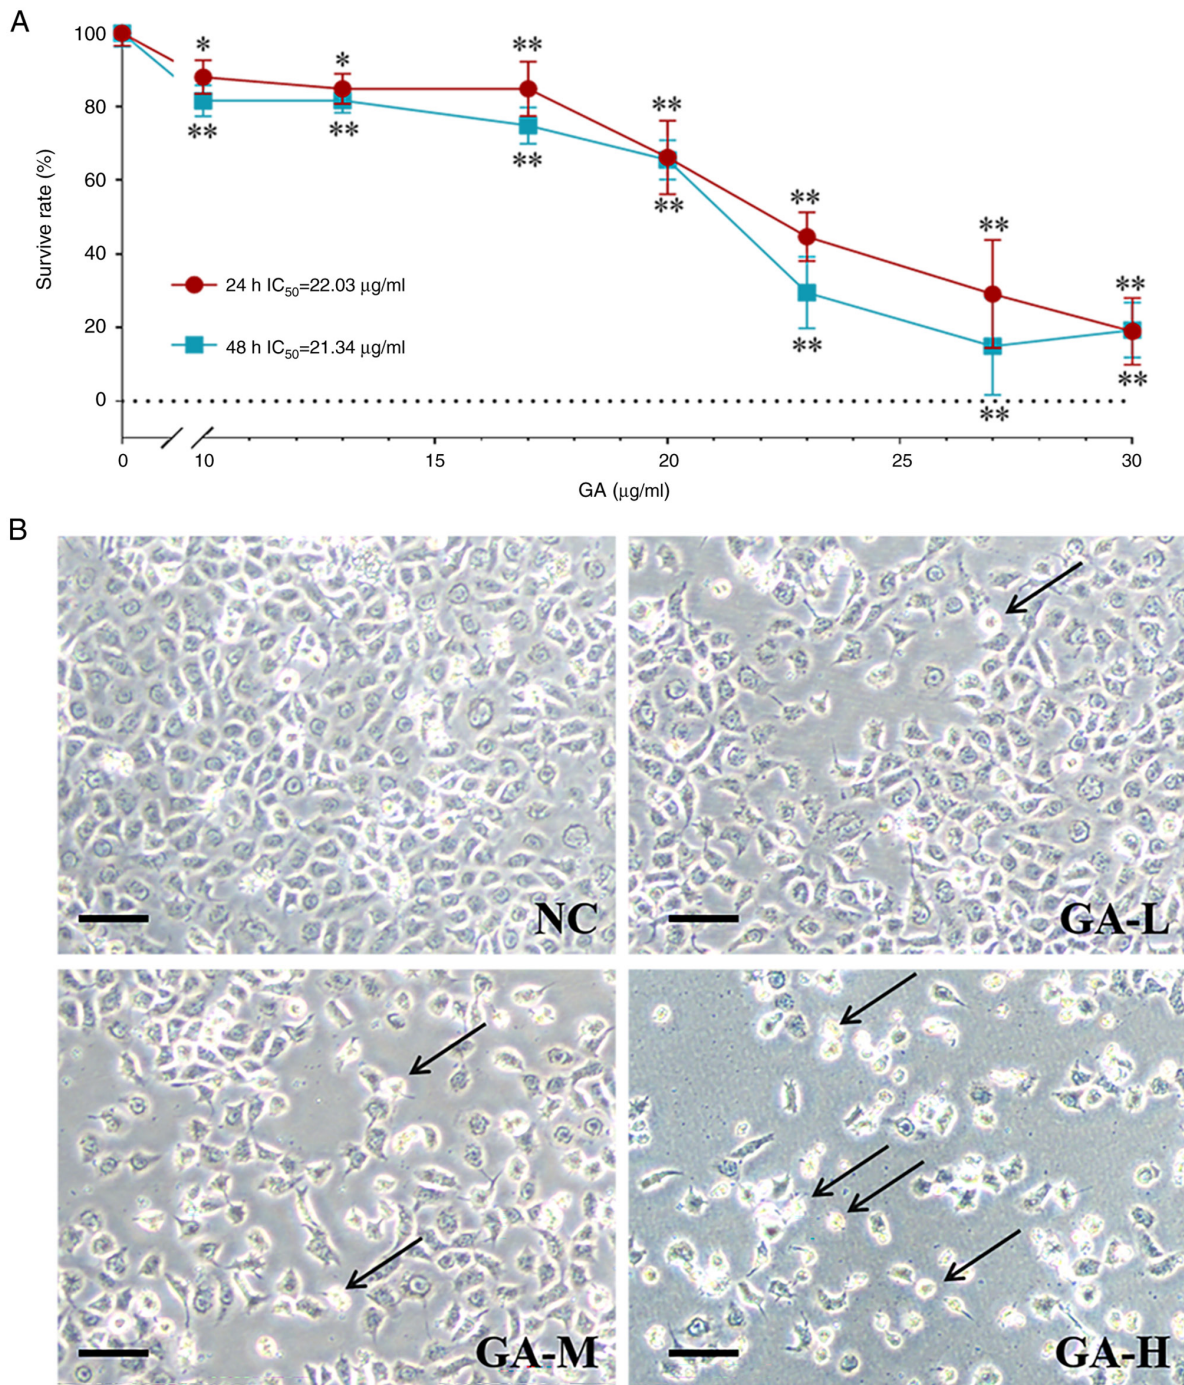 A
100
80
60
40
20
0
Survive rate (%)
*
*
**
**
**
**
**
**
**
**
**
**
**
**
**
**
24 h IC₅₀=22.03 μg/ml
48 h IC₅₀=21.34 μg/ml
0 10 15 20 25 30
GA (μg/ml)
B
NC
GA-L
GA-M
GA-H